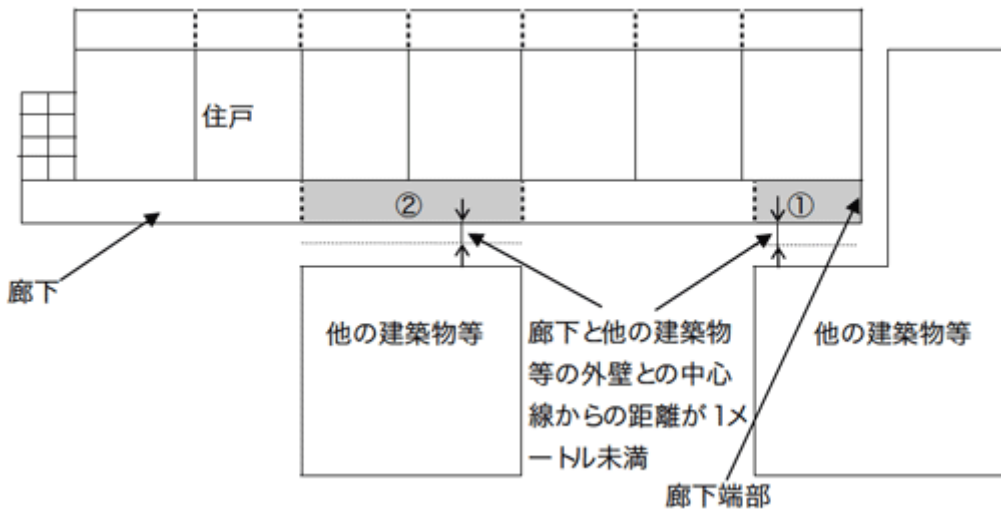 住戸
②
①
廊下
他の建築物等
廊下と他の建築物
等の外壁との中心
線からの距離が1メ
ートル未満
他の建築物等
廊下端部